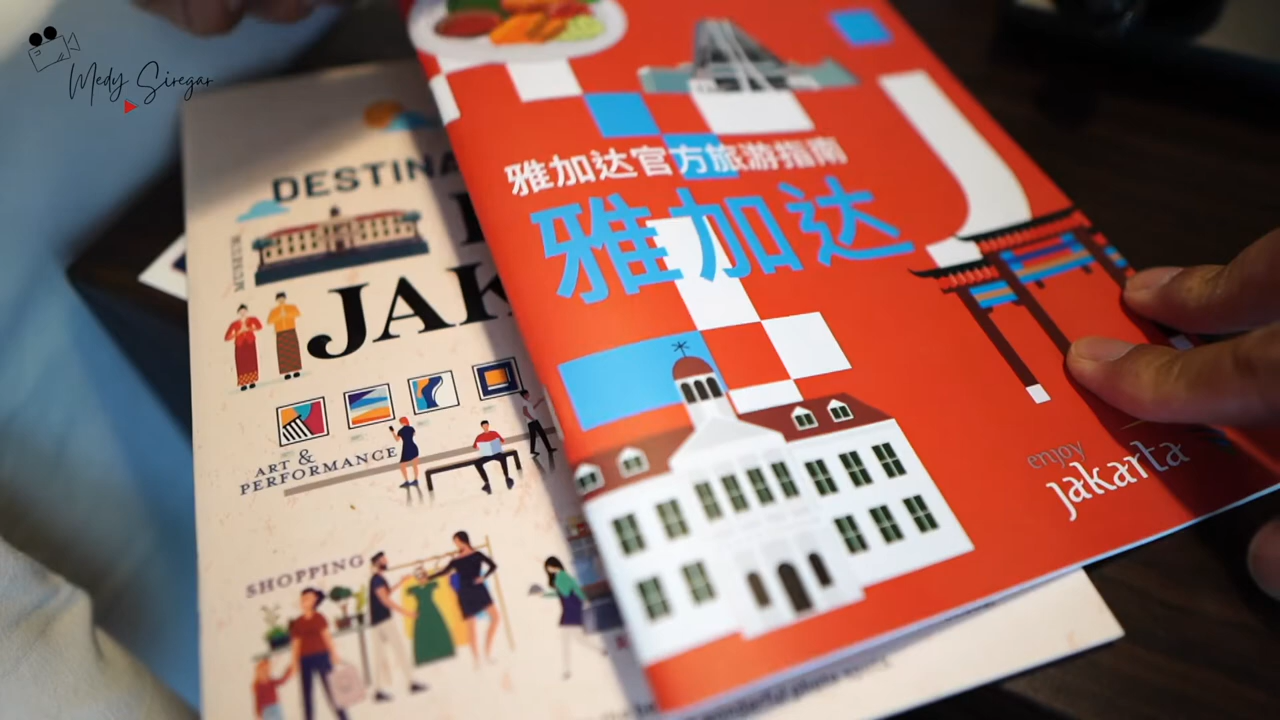 Medy Siregar
雅加达官方旅游指南
雅加达
enjoy
jakarta
DESTINA
MUSEUM
JAK
ART &
PERFORMANCE
SHOPPING